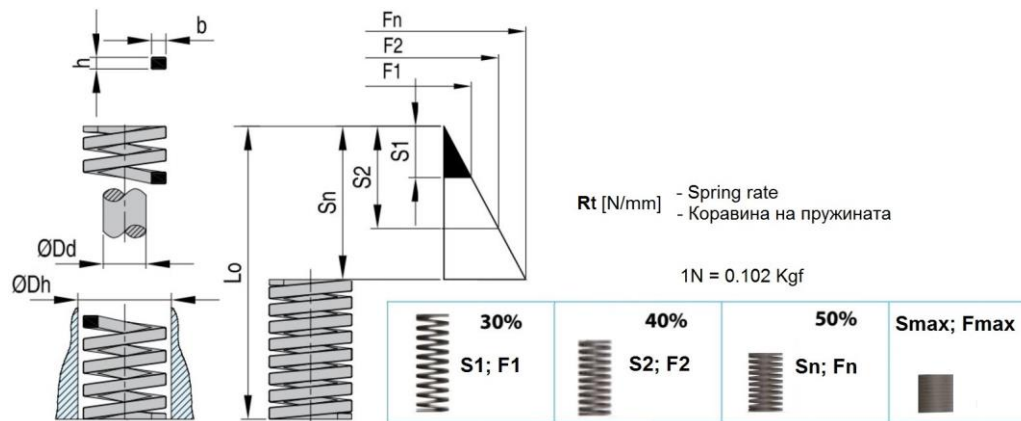 Fn
F2
F1
b
h
S1
S2
Sn
Lo
ØDd
ØDh
Rt [N/mm]
- Spring rate
- Коравина на пружината
1N = 0.102 Kgf
30%
S1; F1
40%
S2; F2
50%
Sn; Fn
Smax; Fmax